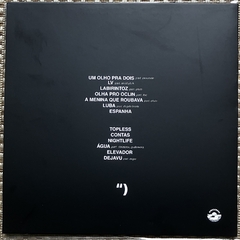 UM OLHO PRA DOIS
LV
LABIRINTOZ
OLHA PRO OCLIN
A MENINA QUE ROUBAVA
LUBA
ESPANHA
TOPLESS
CONTAS
NIGHTLIFE
ÁGUA
ELEVADOR
DEJAVU